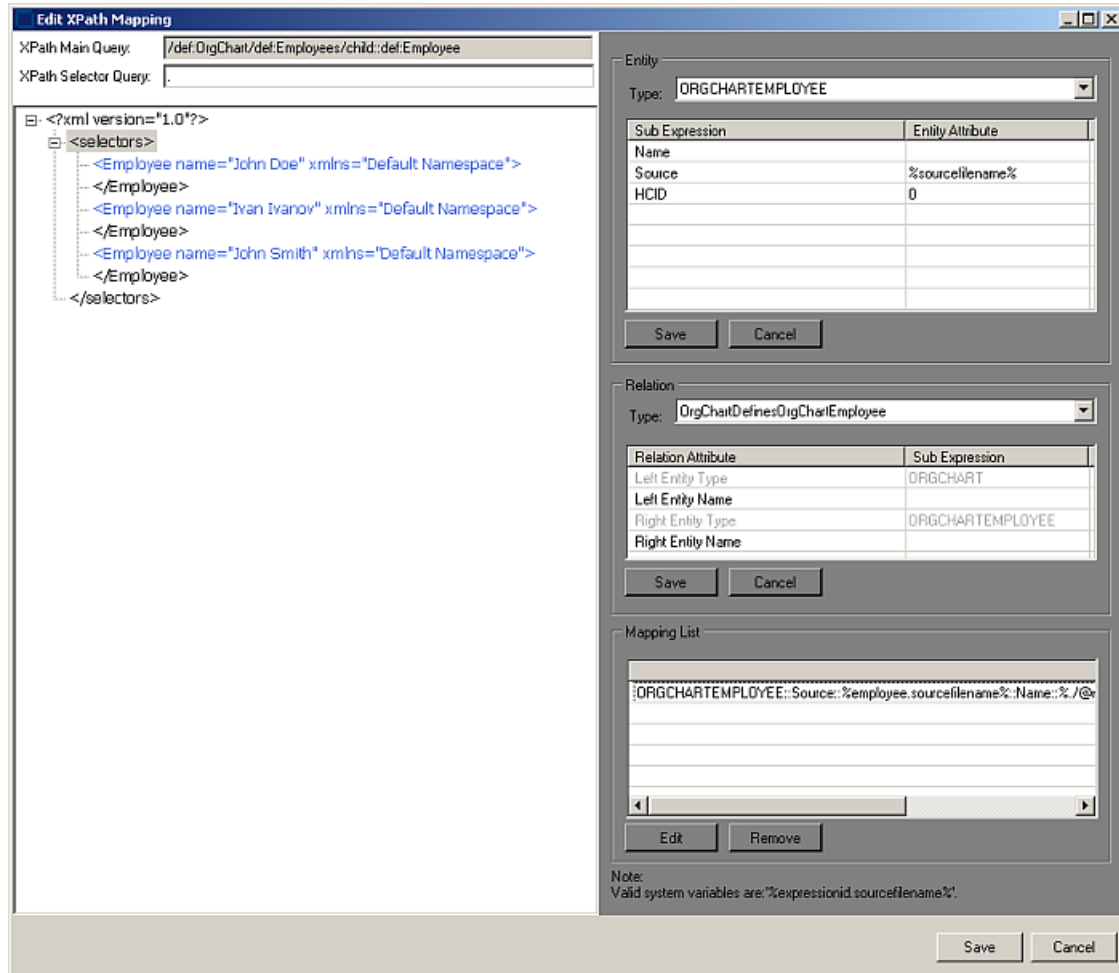 Edit XPath Mapping
XPath Main Query: /def:OrgChart/def:Employees/child::def:Employee
XPath Selector Query: .
<?xml version="1.0"?>
<selectors>
<Employee name="John Doe" xmlns="Default Namespace">
</Employee>
<Employee name="Ivan Ivanov" xmlns="Default Namespace">
</Employee>
<Employee name="John Smith" xmlns="Default Namespace">
</Employee>
</selectors>
Entity
Type: ORGCHARTEMPLOYEE
Sub Expression Entity Attribute
Name
Source %sourcefilename%
HCID 0
Save Cancel
Relation
Type: OrgChartDefinesOrgChartEmployee
Relation Attribute Sub Expression
Left Entity Type ORGCHART
Left Entity Name
Right Entity Type ORGCHARTEMPLOYEE
Right Entity Name
Save Cancel
Mapping List
ORGCHARTEMPLOYEE::Source::%employee.sourcefilename%::Name::%./@
Edit Remove
Note:
Valid system variables are:'%expressionid.sourcefilename%'.
Save Cancel